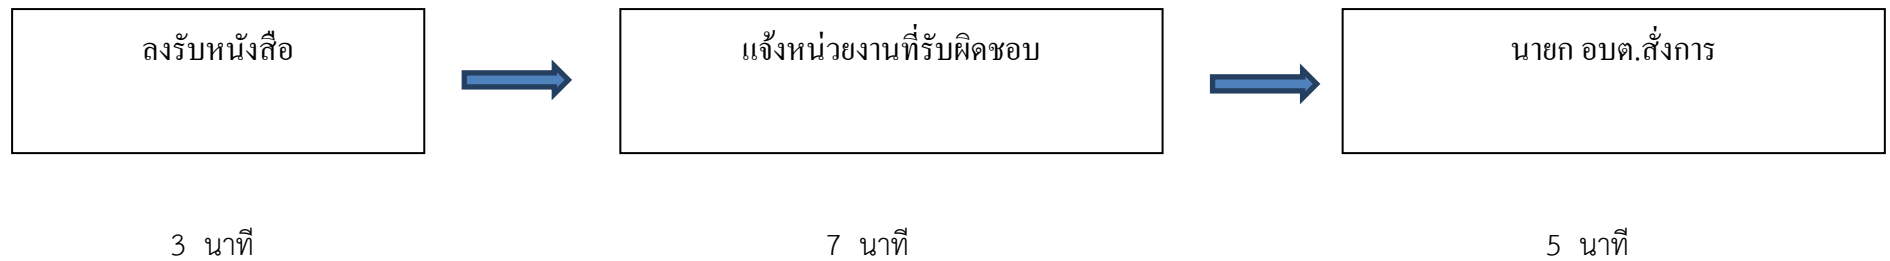 ลงรับหนังสือ
แจ้งหน่วยงานที่รับผิดชอบ
นายก อบต.สั่งการ
3 นาที
7 นาที
5 นาที